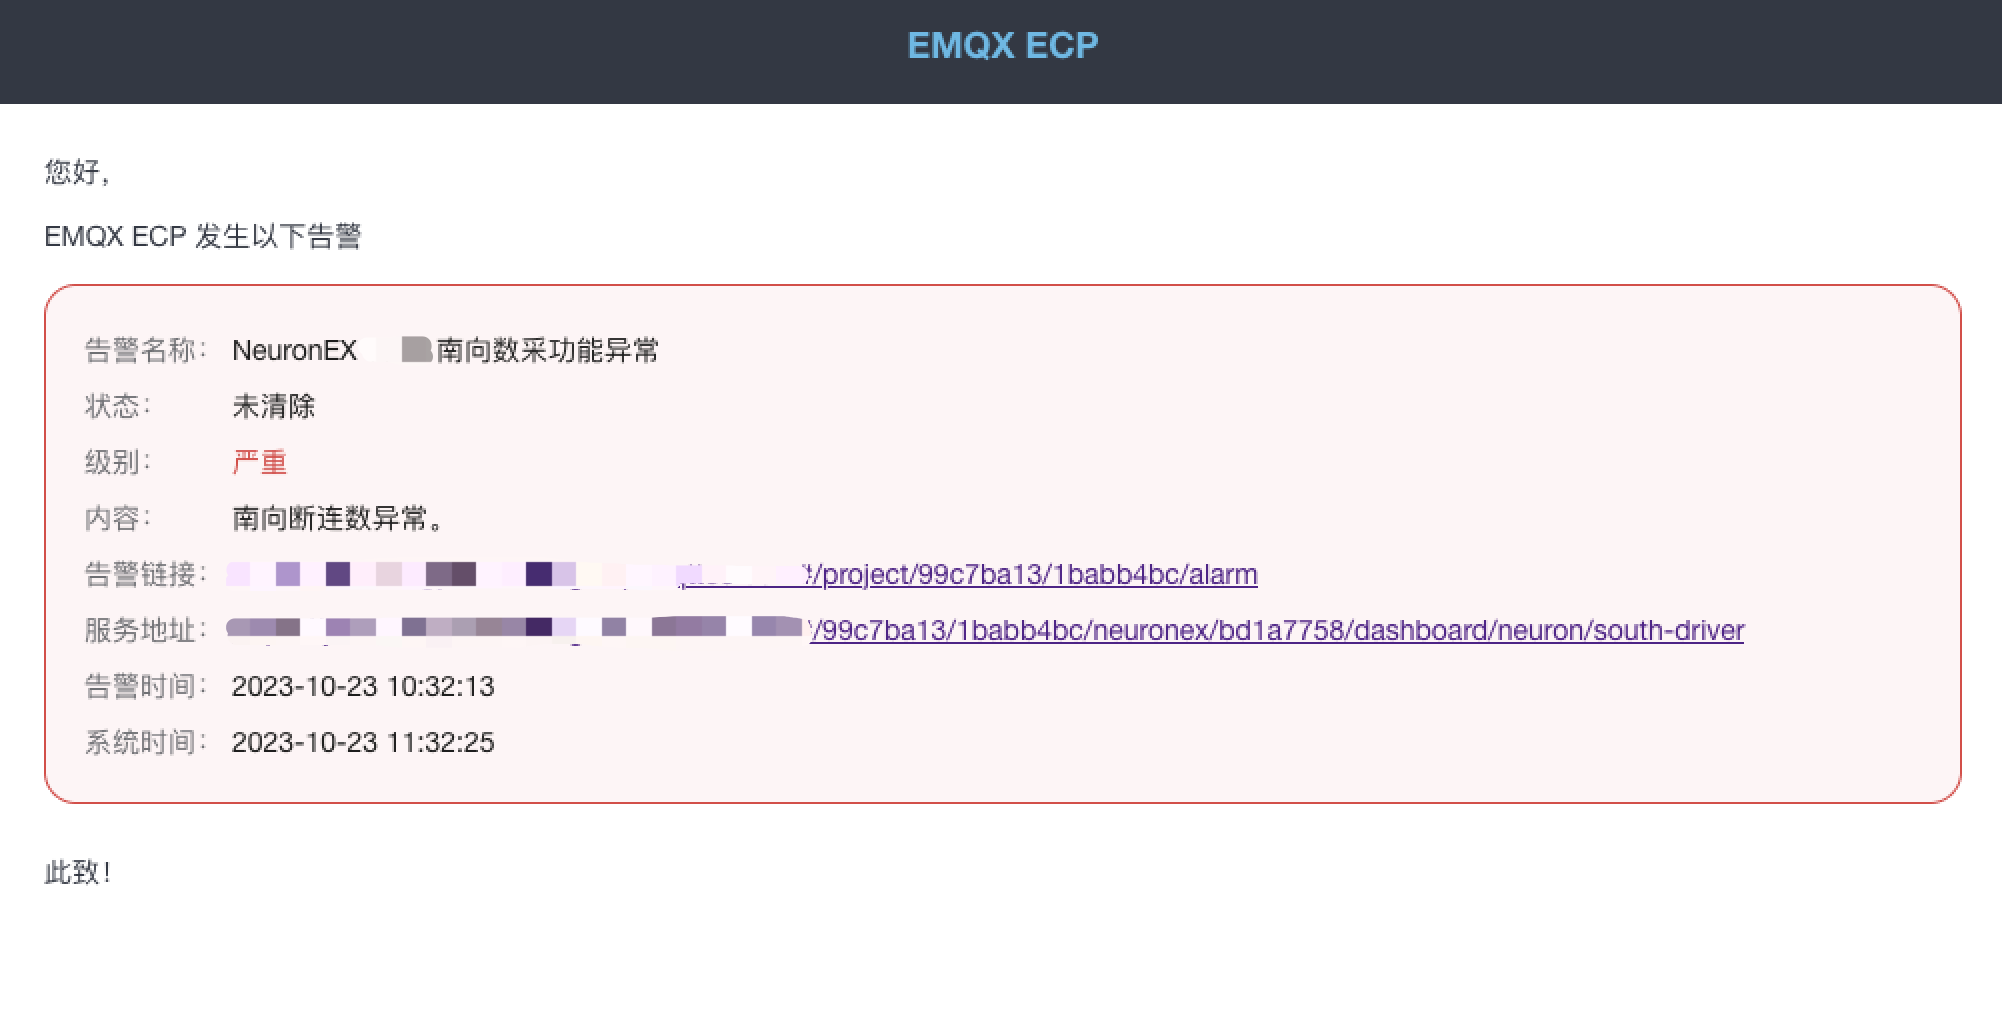 EMQX ECP
您好,
EMQX ECP 发生以下告警
告警名称： NeuronEX 南向数采功能异常
状态： 未清除
级别： 严重
内容： 南向断连数异常。
告警链接： /project/99c7ba13/1babb4bc/alarm
服务地址： /99c7ba13/1babb4bc/neuronex/bd1a7758/dashboard/neuron/south-driver
告警时间： 2023-10-23 10:32:13
系统时间： 2023-10-23 11:32:25
此致！